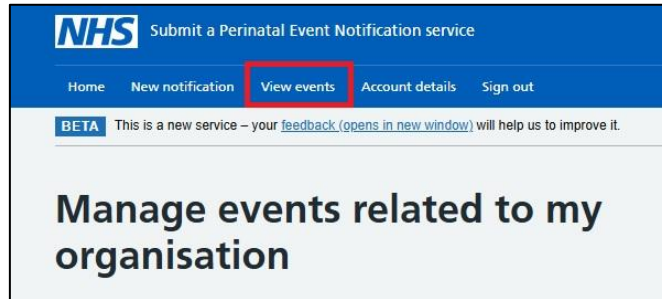 NHS Submit a Perinatal Event Notification service
Home New notification View events Account details Sign out
BETA This is a new service – your feedback (opens in new window) will help us to improve it.
Manage events related to my
organisation